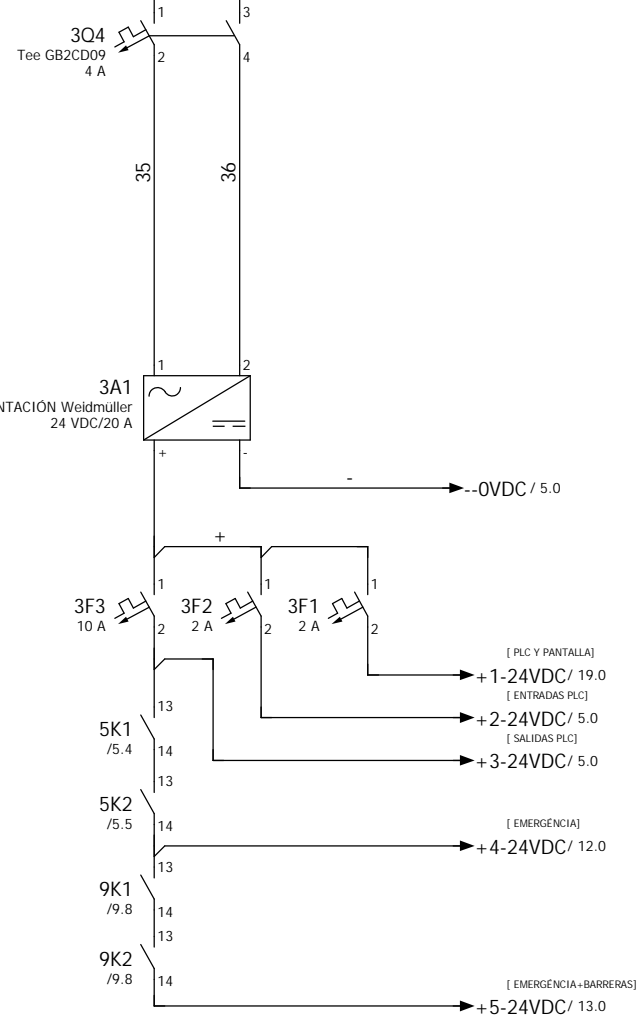 1
3
3Q4
Tee GB2CD09
4 A
2
4
35
36
1
2
3A1
NTACIÓN Weidmüller
24 VDC/20 A
+
-
-
--0VDC / 5.0
+
1
1
1
3F3
10 A
3F2
2 A
3F1
2 A
2
2
2
[ PLC Y PANTALLA]
+1-24VDC/ 19.0
[ ENTRADAS PLC]
+2-24VDC/ 5.0
[ SALIDAS PLC]
+3-24VDC/ 5.0
13
5K1
/5.4
14
13
5K2
/5.5
14
[ EMERGÉNCIA]
+4-24VDC/ 12.0
13
9K1
/9.8
14
13
9K2
/9.8
14
[ EMERGÉNCIA+BARRERAS]
+5-24VDC/ 13.0